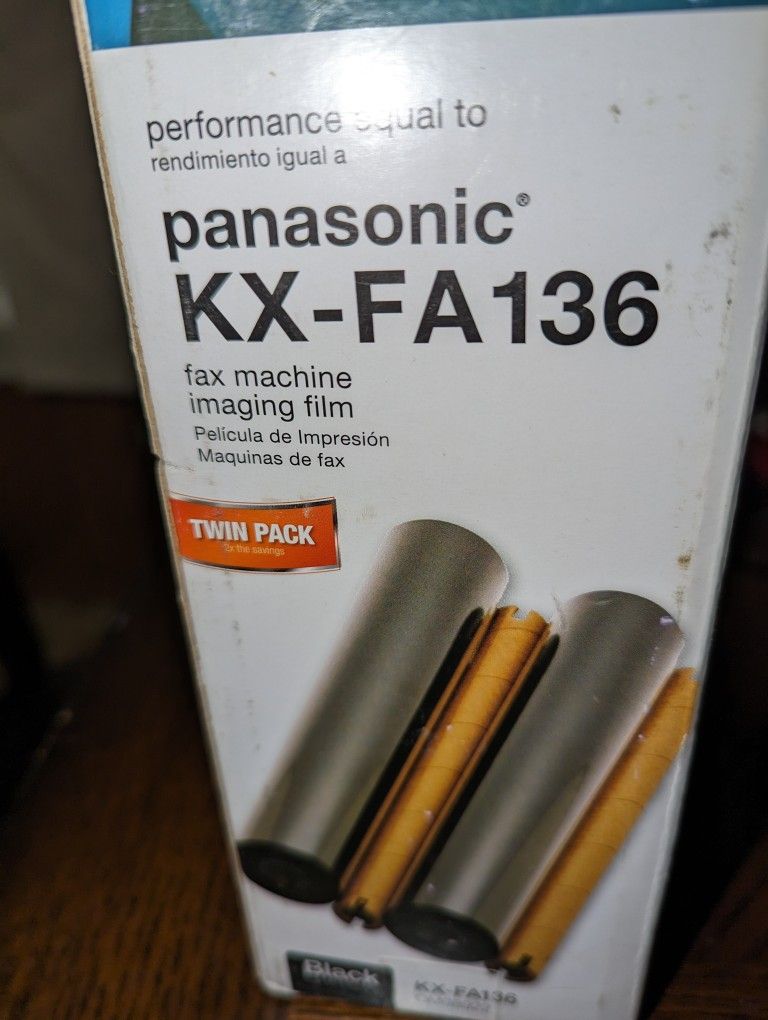 performance equal to
rendimiento igual a
panasonic®
KX-FA136
fax machine
imaging film
Película de Impresión
Maquinas de fax
TWIN PACK
2x the savings
Black
KX-FA136